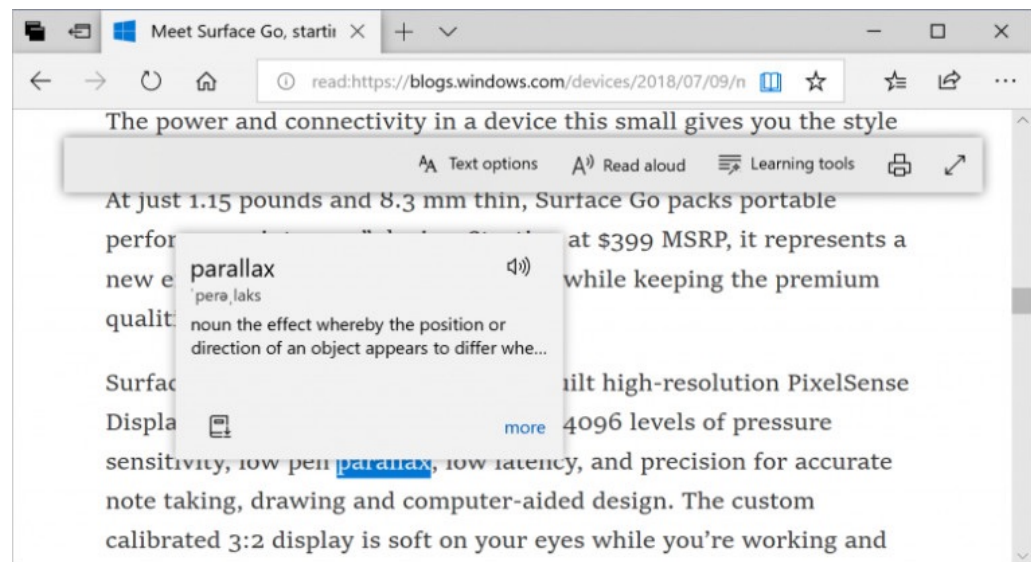 Meet Surface Go, startin
read:https://blogs.windows.com/devices/2018/07/09/n
The power and connectivity in a device this small gives you the style
AA Text options
A)) Read aloud
Learning tools
At just 1.15 pounds and 8.3 mm thin, Surface Go packs portable
perfor at $399 MSRP, it represents a
new e while keeping the premium
qualiti
parallax
ˈperəˌlaks
noun the effect whereby the position or
direction of an object appears to differ whe...
more
Surfac uilt high-resolution PixelSense
Displa 4096 levels of pressure
sensitivity, low pen parallax, low latency, and precision for accurate
note taking, drawing and computer-aided design. The custom
calibrated 3:2 display is soft on your eyes while you're working and